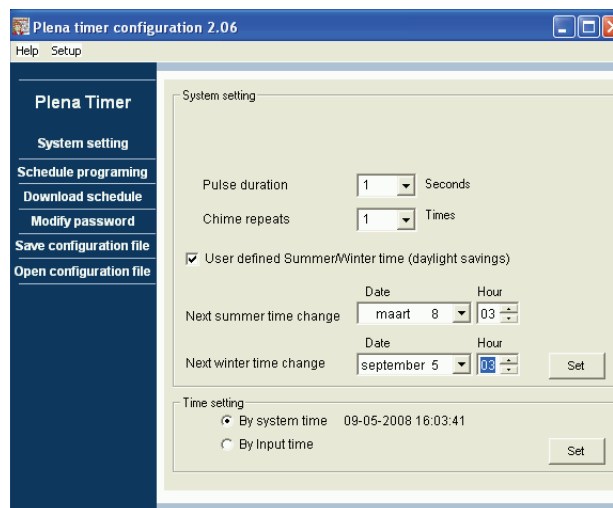 Plena timer configuration 2.06
Help Setup
Plena Timer
System setting
Schedule programing
Download schedule
Modify password
Save configuration file
Open configuration file
System setting
Pulse duration 1 Seconds
Chime repeats 1 Times
User defined Summer/Winter time (daylight savings)
Date Hour
Next summer time change maart 8 03
Date Hour
Next winter time change september 5 03 Set
Time setting
By system time 09-05-2008 16:03:41
By Input time
Set